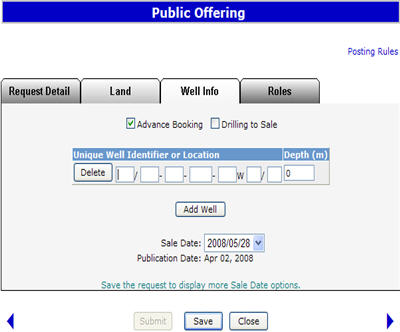 Public Offering
Posting Rules
Request Detail Land Well Info Roles
Advance Booking Drilling to Sale
Unique Well Identifier or Location Depth (m)
Delete / - - - w / 0
Add Well
Sale Date: 2008/05/28
Publication Date: Apr 02, 2008
Save the request to display more Sale Date options.
Submit Save Close